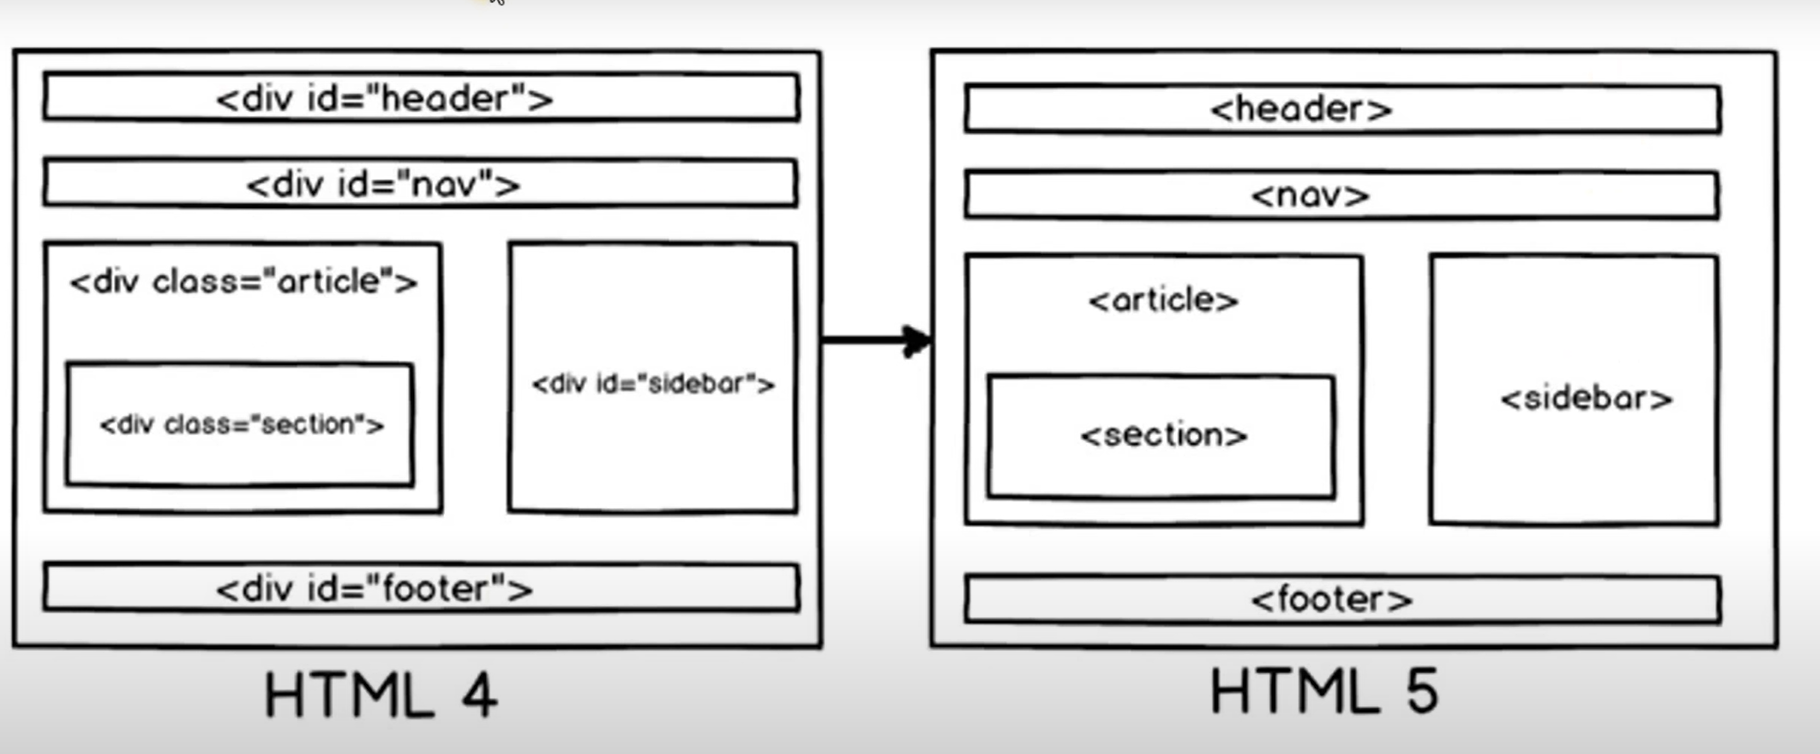 <div id="header">
<div id="nav">
<div class="article">
<div class="section">
<div id="sidebar">
<div id="footer">
HTML 4
<header>
<nav>
<article>
<section>
<sidebar>
<footer>
HTML 5